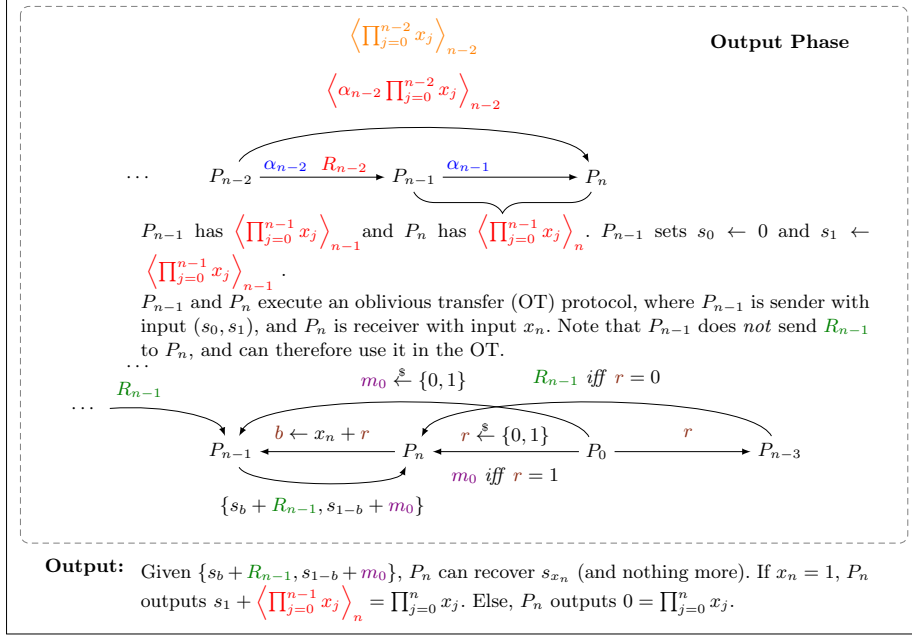 ⟨∏_{j=0}^{n−2} x_j⟩_{n−2}
Output Phase
⟨α_{n−2} ∏_{j=0}^{n−2} x_j⟩_{n−2}
⋯ P_{n−2} α_{n−2} R_{n−2} P_{n−1} α_{n−1} P_n
P_{n−1} has ⟨∏_{j=0}^{n−1} x_j⟩_{n−1} and P_n has ⟨∏_{j=0}^{n−1} x_j⟩_n. P_{n−1} sets s_0 ← 0 and s_1 ←
⟨∏_{j=0}^{n−1} x_j⟩_{n−1} .
P_{n−1} and P_n execute an oblivious transfer (OT) protocol, where P_{n−1} is sender with
input (s_0, s_1), and P_n is receiver with input x_n. Note that P_{n−1} does not send R_{n−1}
to P_n, and can therefore use it in the OT.
⋯
R_{n−1} m_0 ←$ {0, 1} R_{n−1} iff r = 0
⋯
b ← x_n + r r ←$ {0, 1} r
P_{n−1} P_n P_0 P_{n−3}
m_0 iff r = 1
{s_b + R_{n−1}, s_{1−b} + m_0}
Output: Given {s_b + R_{n−1}, s_{1−b} + m_0}, P_n can recover s_{x_n} (and nothing more). If x_n = 1, P_n
outputs s_1 + ⟨∏_{j=0}^{n−1} x_j⟩_n = ∏_{j=0}^{n} x_j. Else, P_n outputs 0 = ∏_{j=0}^{n} x_j.